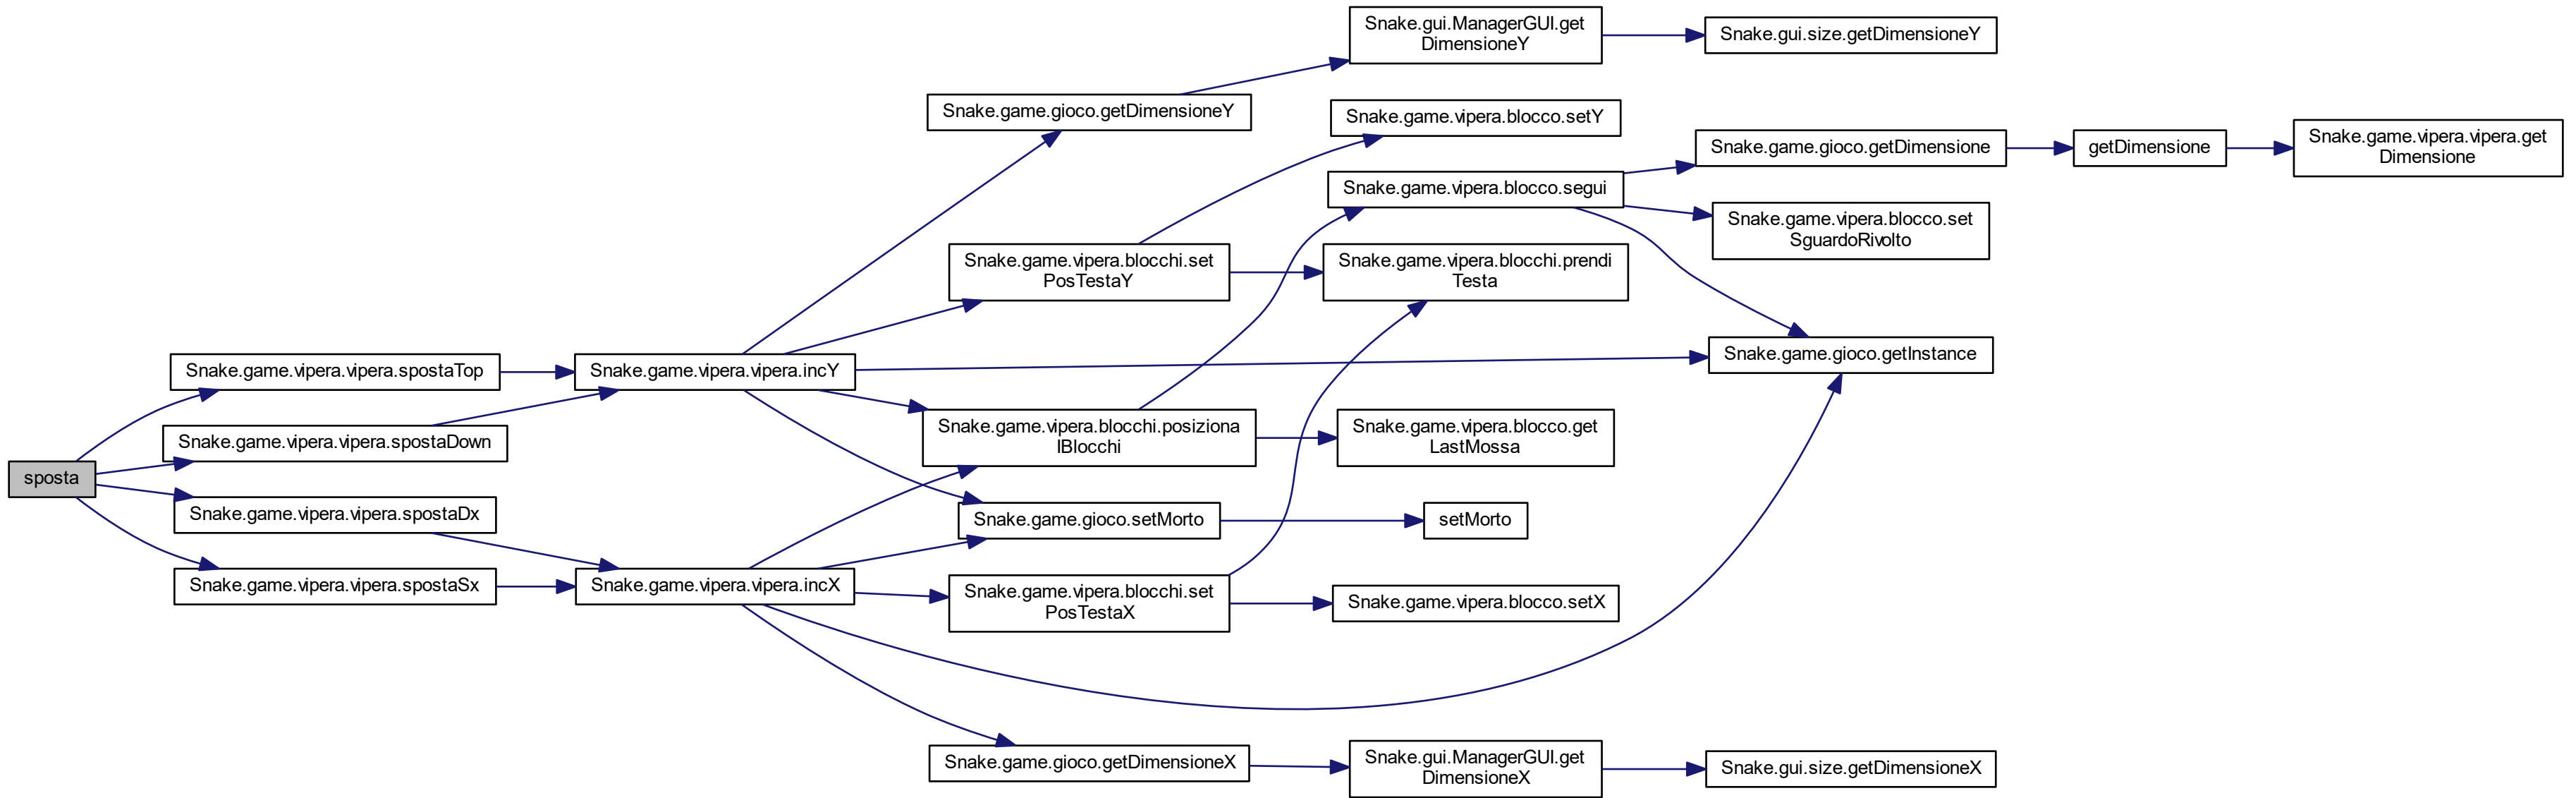 sposta
Snake.game.vipera.vipera.spostaTop
Snake.game.vipera.vipera.spostaDown
Snake.game.vipera.vipera.spostaDx
Snake.game.vipera.vipera.spostaSx
Snake.game.vipera.vipera.incY
Snake.game.vipera.vipera.incX
Snake.game.gioco.getDimensioneY
Snake.game.vipera.blocchi.set
PosTestaY
Snake.game.vipera.blocchi.posiziona
IBlocchi
Snake.game.gioco.setMorto
Snake.game.vipera.blocchi.set
PosTestaX
Snake.game.gioco.getDimensioneX
Snake.gui.ManagerGUI.get
DimensioneY
Snake.game.vipera.blocco.setY
Snake.game.vipera.blocco.segui
Snake.game.vipera.blocchi.prendi
Testa
Snake.game.vipera.blocco.get
LastMossa
setMorto
Snake.game.vipera.blocco.setX
Snake.gui.ManagerGUI.get
DimensioneX
Snake.gui.size.getDimensioneY
Snake.game.gioco.getDimensione
Snake.game.vipera.blocco.set
SguardoRivolto
Snake.game.gioco.getInstance
Snake.gui.size.getDimensioneX
getDimensione
Snake.game.vipera.vipera.get
Dimensione